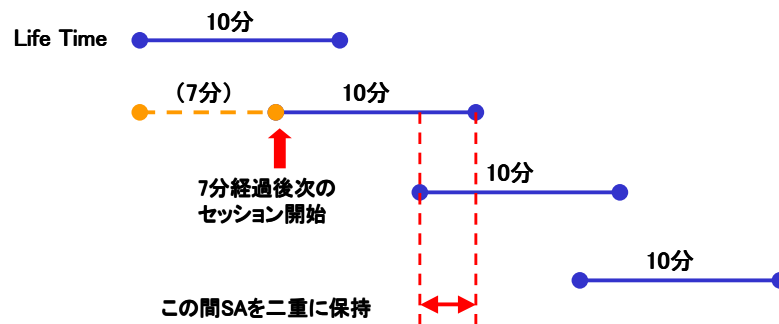 10分
Life Time
(7分)
10分
7分経過後次の
セッション開始
10分
10分
この間SAを二重に保持